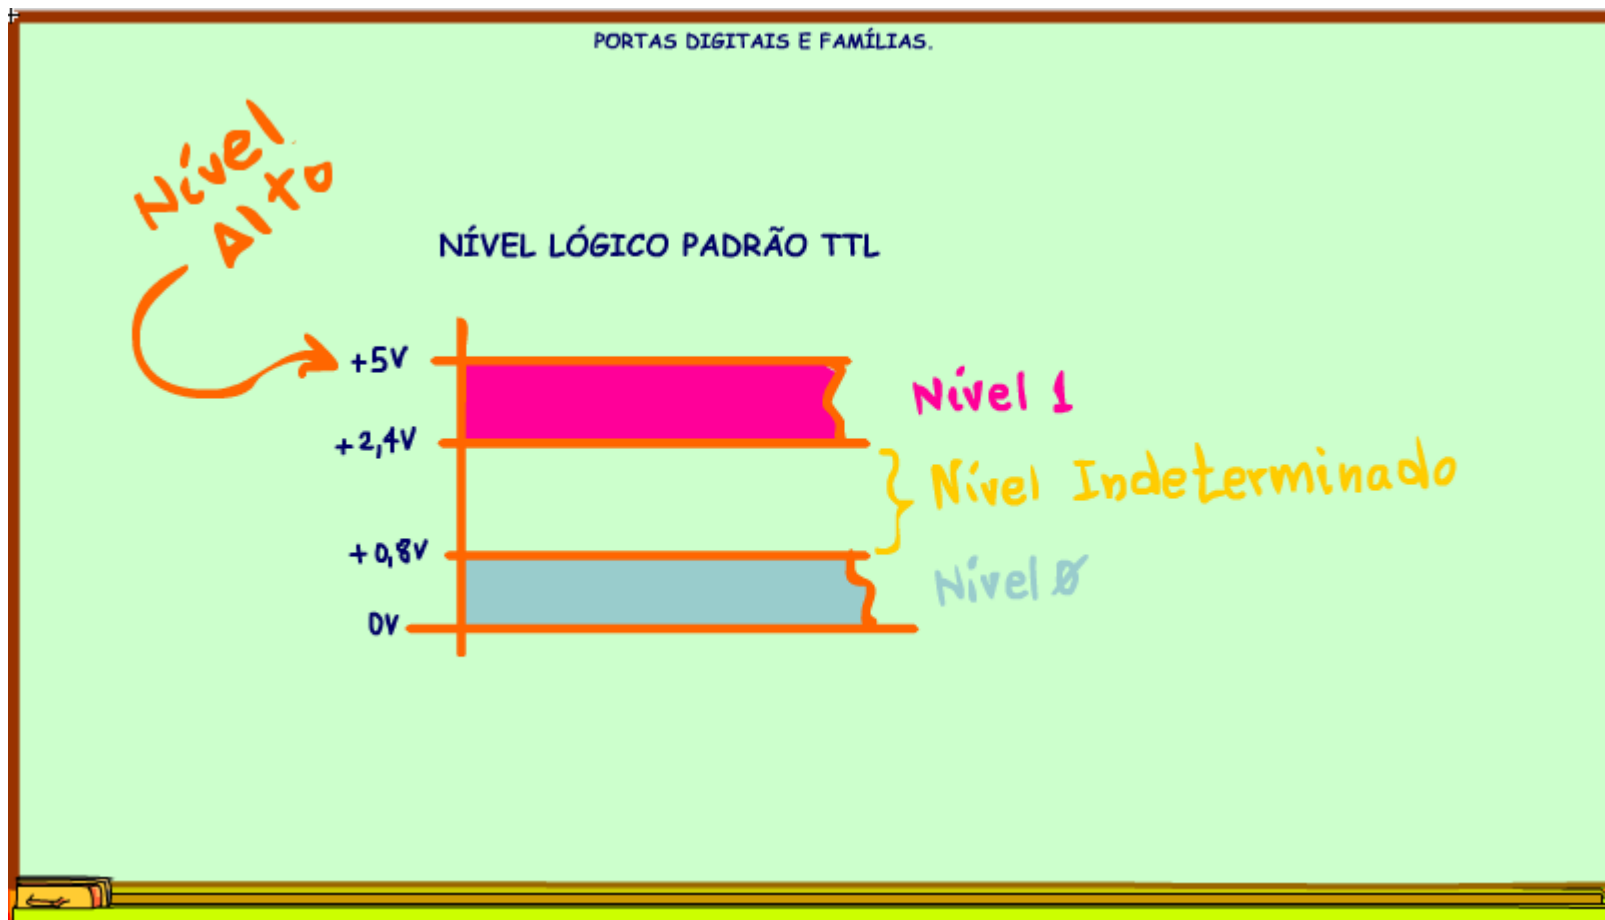 PORTAS DIGITAIS E FAMÍLIAS.
Nível
Alto
NÍVEL LÓGICO PADRÃO TTL
+5V
Nível 1
+2,4V
Nível Indeterminado
+0,8V
Nível 0
0V